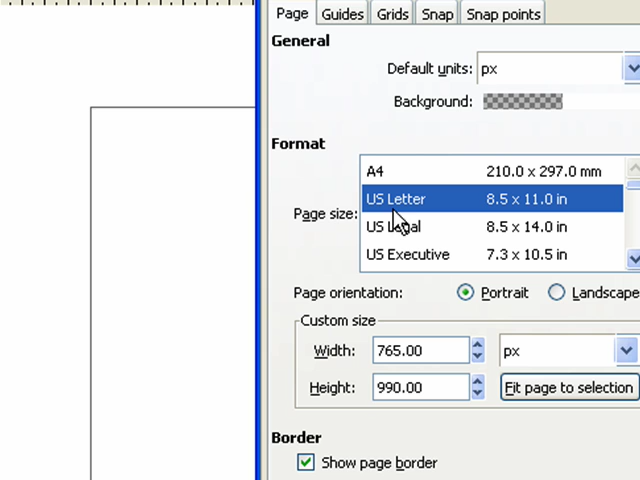 Page Guides Grids Snap Snap points
General
Default units: px
Background:
Format
A4 210.0 x 297.0 mm
US Letter 8.5 x 11.0 in
Page size:
US Legal 8.5 x 14.0 in
US Executive 7.3 x 10.5 in
Page orientation: Portrait Landscape
Custom size
Width: 765.00 px
Height: 990.00 Fit page to selection
Border
Show page border